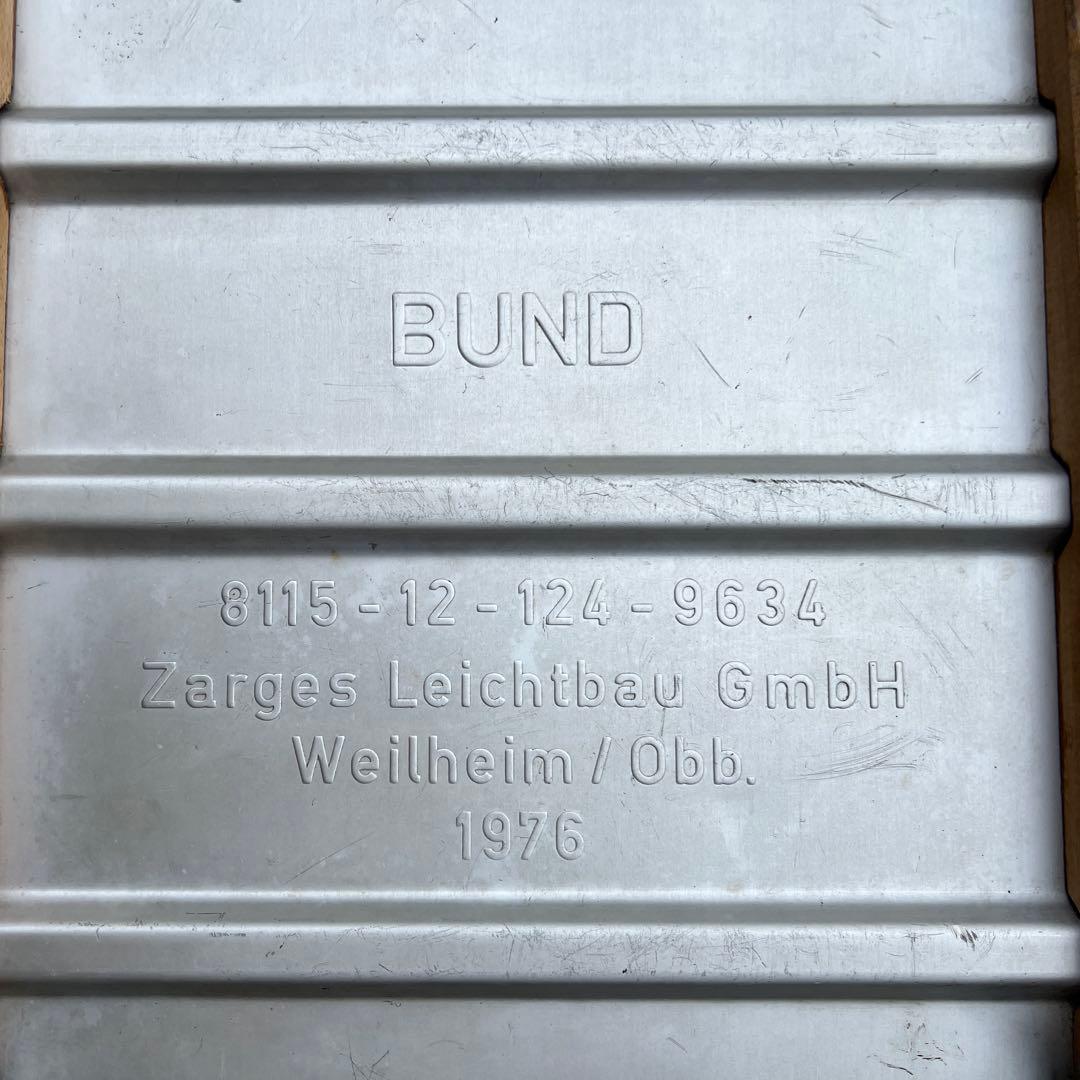 BUND
8115-12-124-9634
Zarges Leichtbau GmbH
Weilheim/Obb.
1976